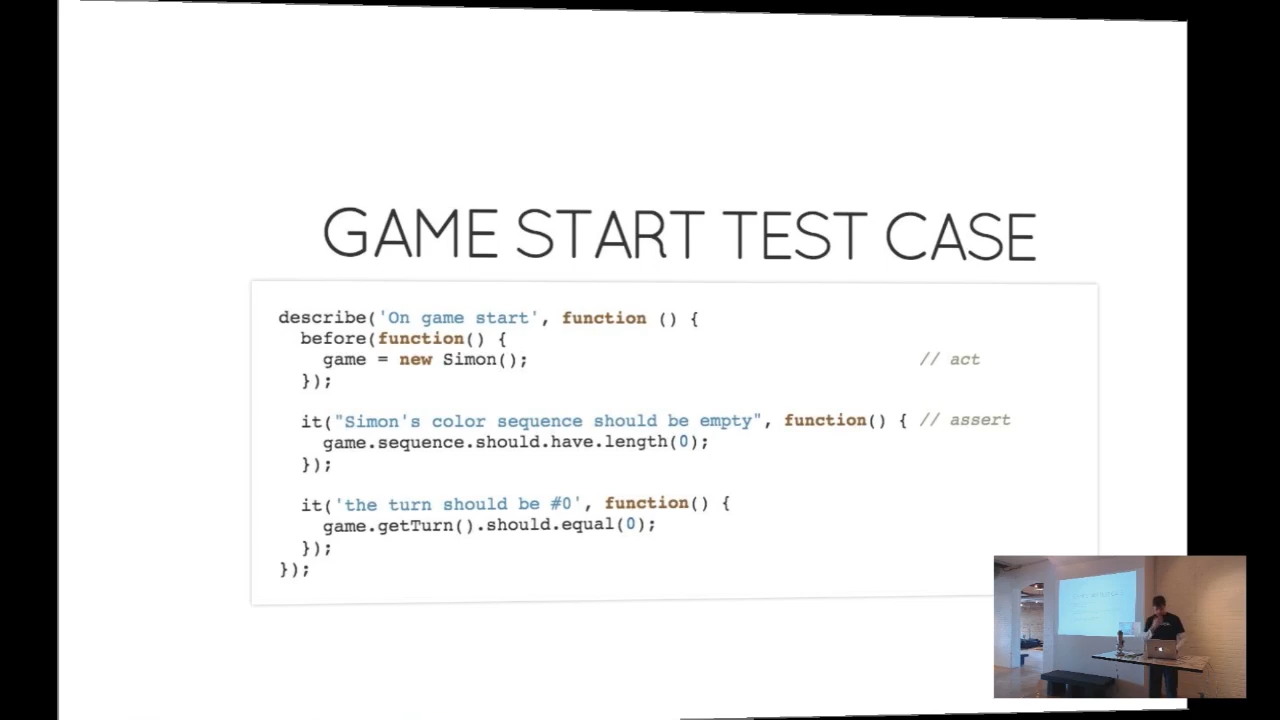 GAME START TEST CASE
describe('On game start', function () {
before(function() {
game = new Simon(); // act
});
it("Simon's color sequence should be empty", function() { // assert
game.sequence.should.have.length(0);
});
it('the turn should be #0', function() {
game.getTurn().should.equal(0);
});
});